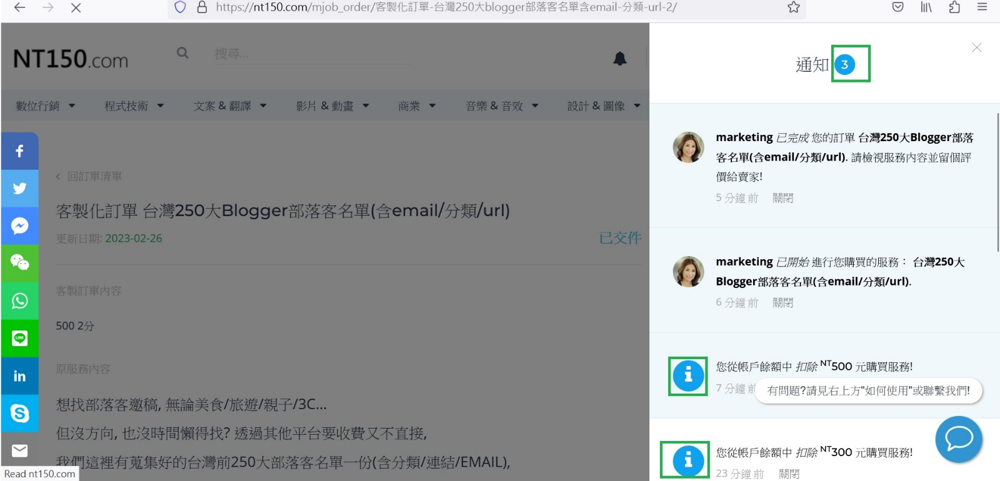 https://nt150.com/mjob_order/客製化訂單-台灣250大blogger部落客名單含email-分類-url-2/
NT150.com
搜尋...
數位行銷
程式技術
文案 & 翻譯
影片 & 動畫
商業
音樂 & 音效
設計 & 圖像
回訂單清單
客製化訂單 台灣250大Blogger部落客名單(含email/分類/url)
更新日期: 2023-02-26
已交件
客製訂單內容
500 2分
原服務內容
想找部落客邀稿, 無論美食/旅遊/親子/3C...
但沒方向, 也沒時間懶得找? 透過其他平台要收費又不直接,
我們這裡有蒐集好的台灣前250大部落客名單一份(含分類/連結/EMAIL),
LINE
in
Read nt150.com
通知 3
marketing 已完成 您的訂單 台灣250大Blogger部落
客名單(含email/分類/url). 請檢視服務內容並留個評
價給賣家!
5 分鐘 前 關閉
marketing 已開始 進行您購買的服務： 台灣250大
Blogger部落客名單(含email/分類/url).
6 分鐘 前 關閉
您從帳戶餘額中 扣除 NT500 元購買服務!
7 分鐘 前
有問題?請見右上方"如何使用"或聯繫我們!
您從帳戶餘額中 扣除 NT300 元購買服務!
23 分鐘 前 關閉